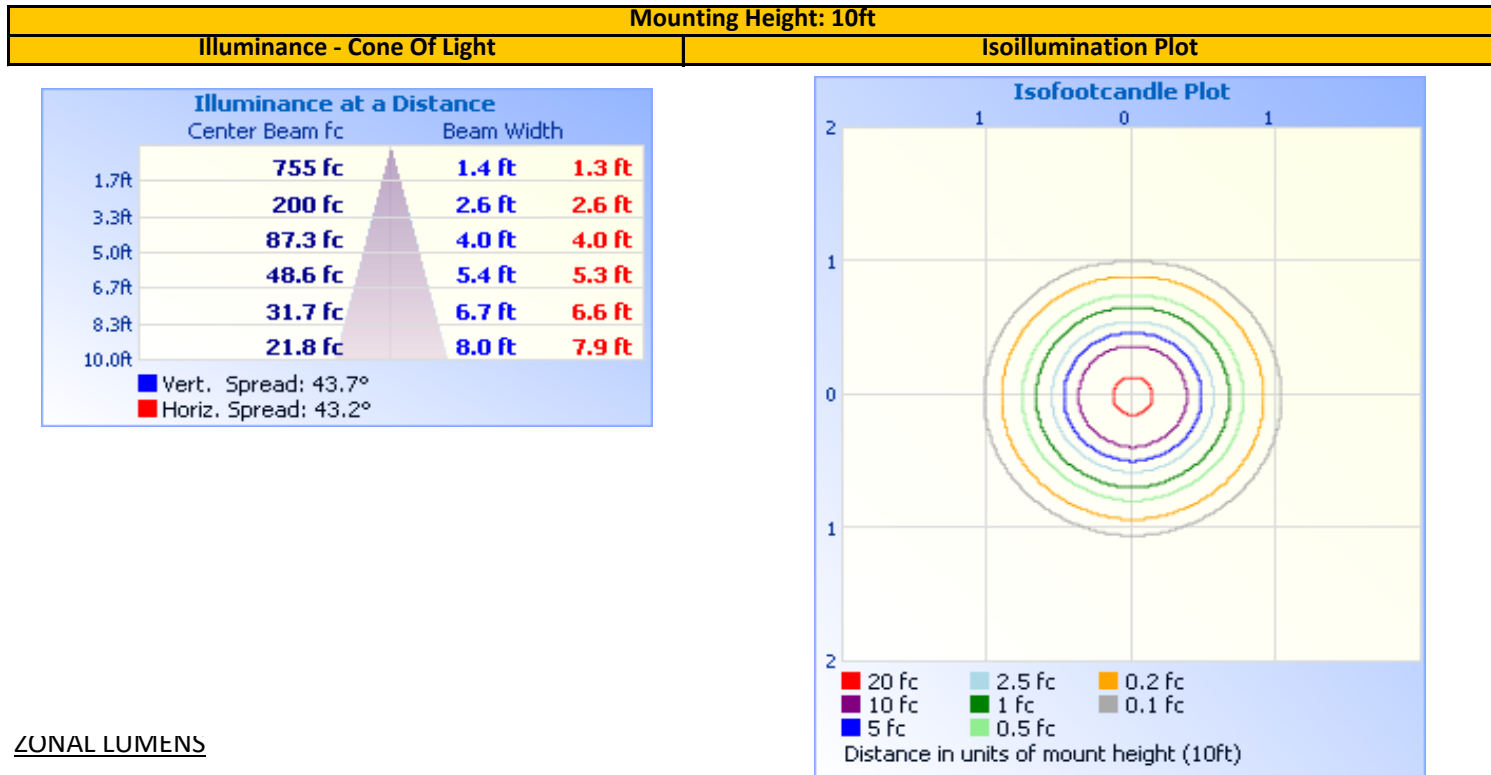 Mounting Height: 10ft
Illuminance - Cone Of Light
Isoillumination Plot
Illuminance at a Distance
Center Beam fc Beam Width
1.7ft 755 fc 1.4 ft 1.3 ft
3.3ft 200 fc 2.6 ft 2.6 ft
5.0ft 87.3 fc 4.0 ft 4.0 ft
6.7ft 48.6 fc 5.4 ft 5.3 ft
8.3ft 31.7 fc 6.7 ft 6.6 ft
10.0ft 21.8 fc 8.0 ft 7.9 ft
Vert. Spread: 43.7°
Horiz. Spread: 43.2°
Isofootcandle Plot
1 0 1
2
1
0
1
2
20 fc 2.5 fc 0.2 fc
10 fc 1 fc 0.1 fc
5 fc 0.5 fc
Distance in units of mount height (10ft)
ZONAL LUMENS